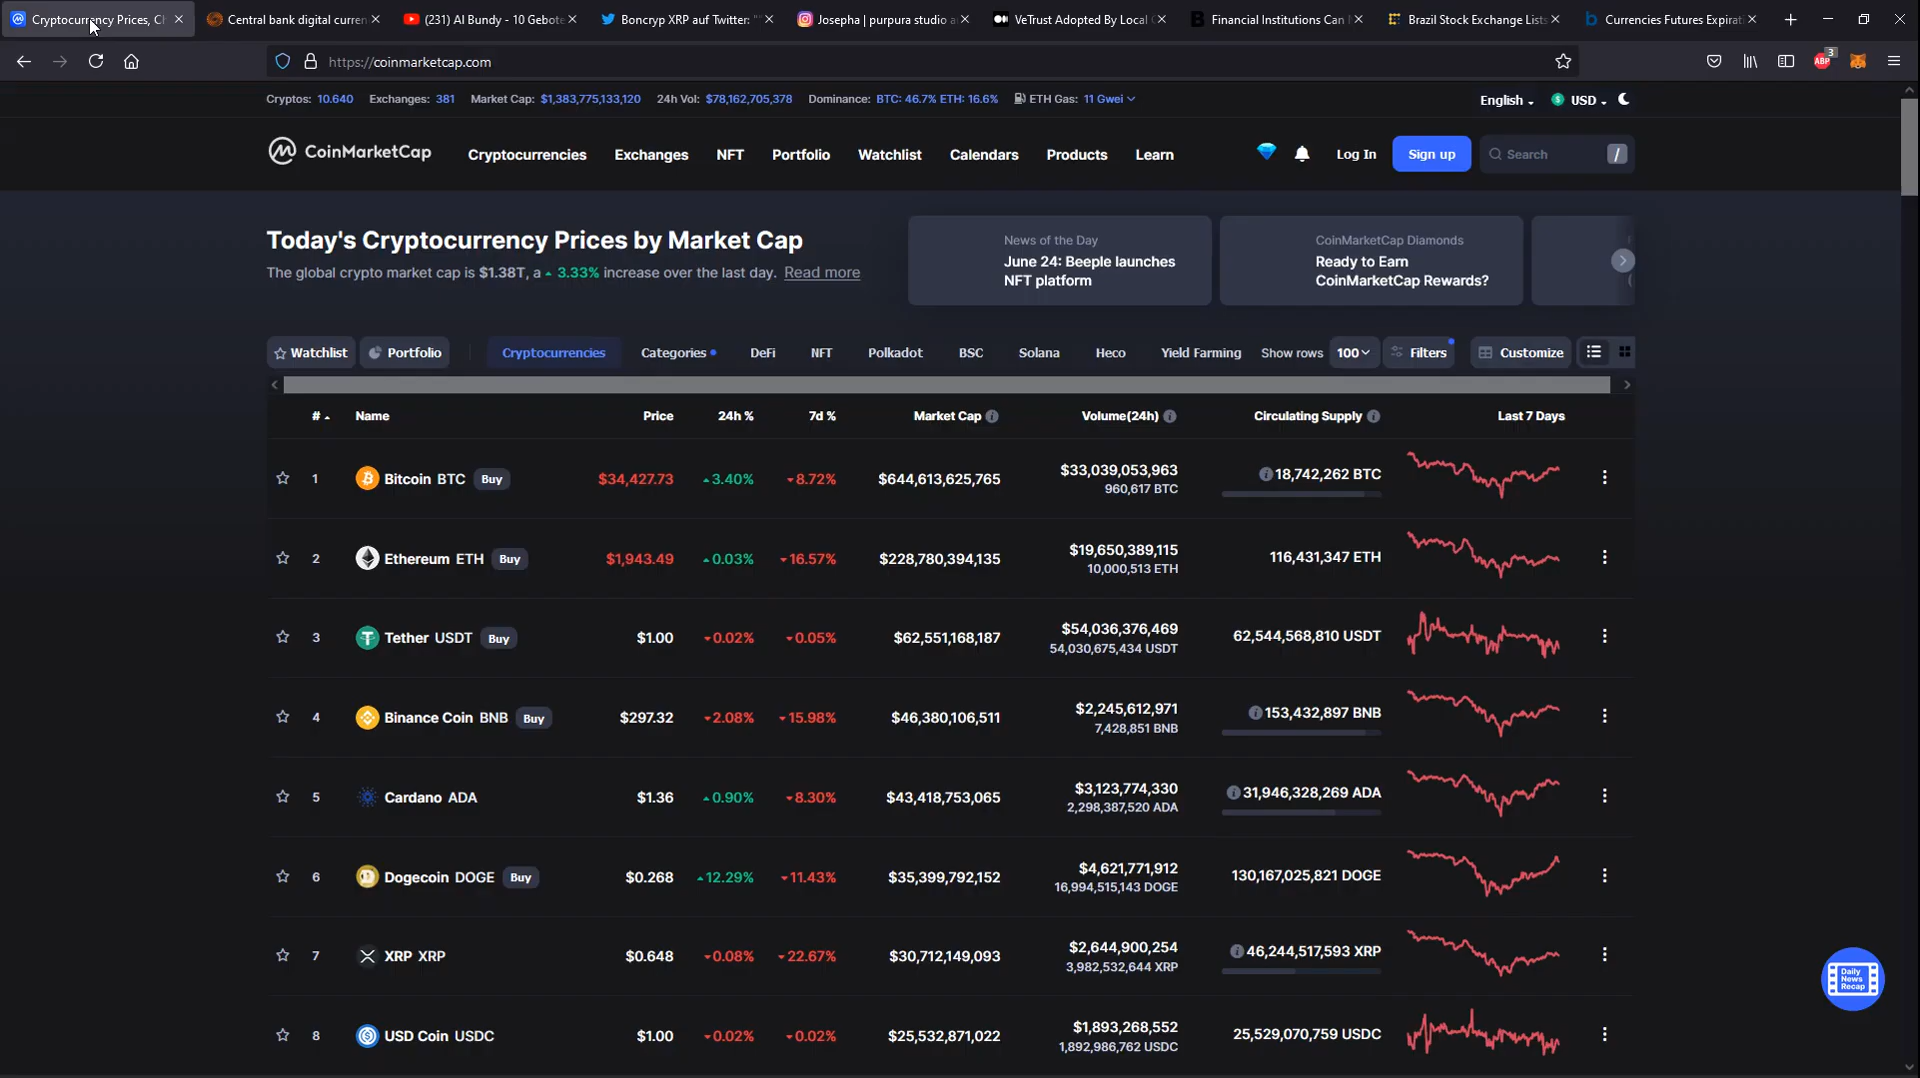 Cryptocurrency Prices, C
Central bank digital curren
(231) Al Bundy - 10 Gebote
Boncryp XRP auf Twitter: "
Josepha | purpura studio a
VeTrust Adopted By Local
Financial Institutions Can
Brazil Stock Exchange Lists
Currencies Futures Expirat
https://coinmarketcap.com
ABP
3
Cryptos: 10.640
Exchanges: 381
Market Cap: $1,383,775,133,120
24h Vol: $78,162,705,378
Dominance: BTC: 46.7% ETH: 16.6%
ETH Gas: 11 Gwei
English
USD
CoinMarketCap
Cryptocurrencies
Exchanges
NFT
Portfolio
Watchlist
Calendars
Products
Learn
Log In
Sign up
Search
/
Today's Cryptocurrency Prices by Market Cap
The global crypto market cap is $1.38T, a 3.33% increase over the last day. Read more
News of the Day
June 24: Beeple launches
NFT platform
CoinMarketCap Diamonds
Ready to Earn
CoinMarketCap Rewards?
Watchlist
Portfolio
Cryptocurrencies
Categories
DeFi
NFT
Polkadot
BSC
Solana
Heco
Yield Farming
Show rows
100
Filters
Customize
# Name Price 24h % 7d % Market Cap Volume(24h) Circulating Supply Last 7 Days
1 Bitcoin BTC Buy $34,427.73 3.40% 8.72% $644,613,625,765 $33,039,053,963 18,742,262 BTC
960,617 BTC
2 Ethereum ETH Buy $1,943.49 0.03% 16.57% $228,780,394,135 $19,650,389,115 116,431,347 ETH
10,000,513 ETH
3 Tether USDT Buy $1.00 0.02% 0.05% $62,551,168,187 $54,036,376,469 62,544,568,810 USDT
54,030,675,434 USDT
4 Binance Coin BNB Buy $297.32 2.08% 15.98% $46,380,106,511 $2,245,612,971 153,432,897 BNB
7,428,851 BNB
5 Cardano ADA $1.36 0.90% 8.30% $43,418,753,065 $3,123,774,330 31,946,328,269 ADA
2,298,387,520 ADA
6 Dogecoin DOGE Buy $0.268 12.29% 11.43% $35,399,792,152 $4,621,771,912 130,167,025,821 DOGE
16,994,515,143 DOGE
7 XRP XRP $0.648 0.08% 22.67% $30,712,149,093 $2,644,900,254 46,244,517,593 XRP
3,982,532,644 XRP
8 USD Coin USDC $1.00 0.02% 0.02% $25,532,871,022 $1,893,268,552 25,529,070,759 USDC
1,892,986,762 USDC
Daily
News
Recap